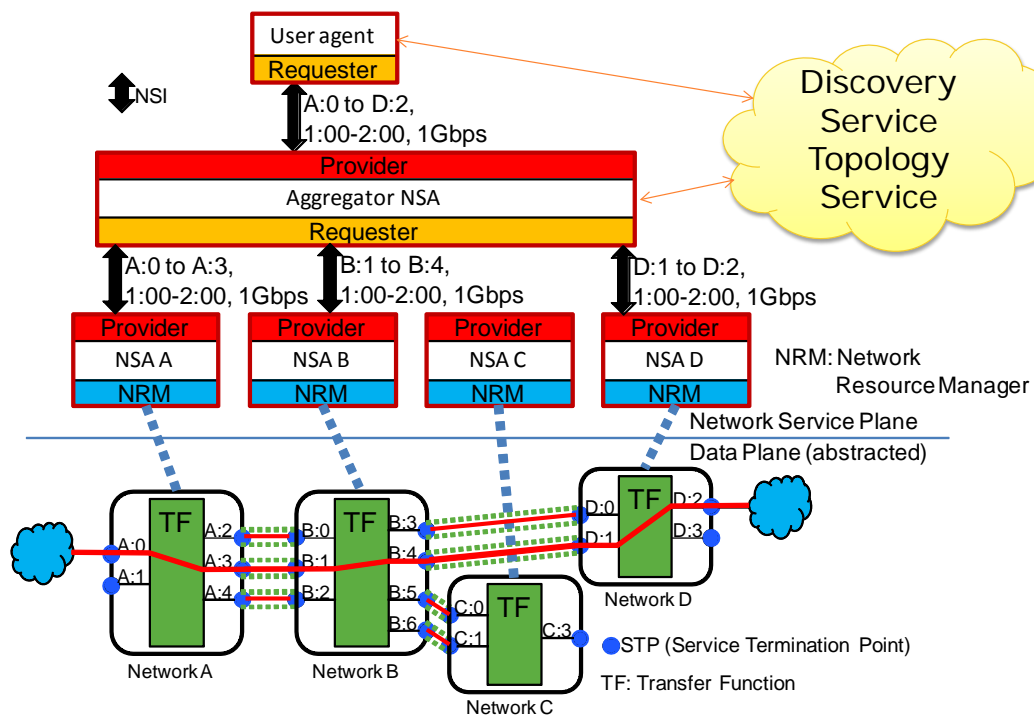 User agent
Requester
NSI
A:0 to D:2,
1:00-2:00, 1Gbps
Discovery
Service
Topology
Service
Provider
Aggregator NSA
Requester
A:0 to A:3,
1:00-2:00, 1Gbps
B:1 to B:4,
1:00-2:00, 1Gbps
D:1 to D:2,
1:00-2:00, 1Gbps
Provider
NSA A
NRM
Provider
NSA B
NRM
Provider
NSA C
NRM
Provider
NSA D
NRM
NRM: Network
Resource Manager
Network Service Plane
Data Plane (abstracted)
A:0
A:1
TF
A:2
A:3
A:4
Network A
B:0
B:1
B:2
TF
B:3
B:4
B:5
B:6
Network B
C:0
C:1
TF
C:3
Network C
D:0
D:1
TF
D:2
D:3
Network D
STP (Service Termination Point)
TF: Transfer Function